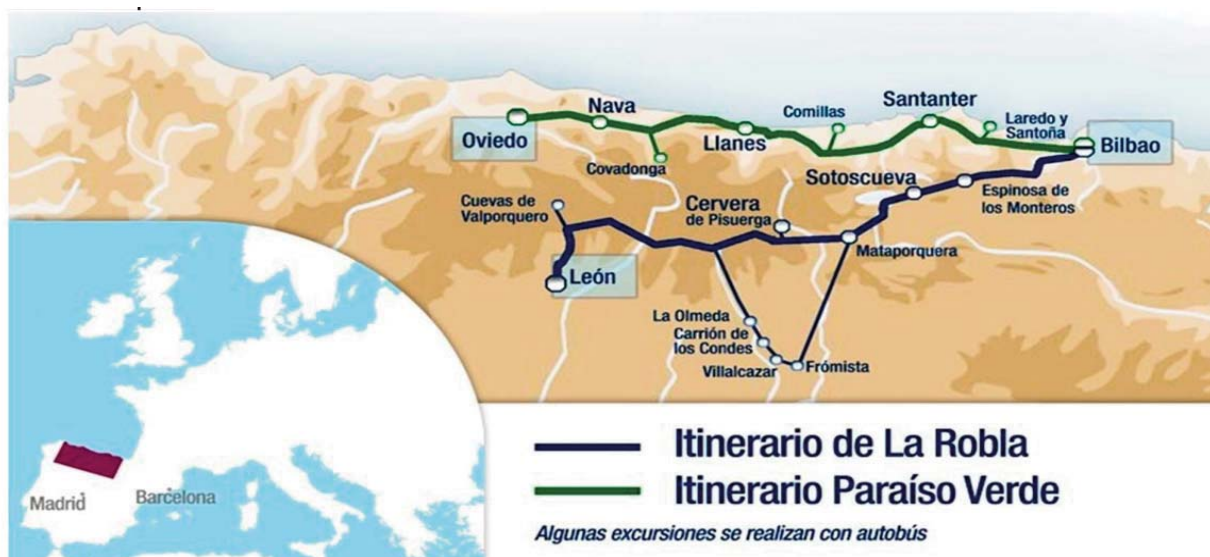 Oviedo
Nava
Covadonga
Llanes
Comillas
Santanter
Laredo y
Santoña
Bilbao
Sotoscueva
Espinosa de
los Monteros
Cuevas de
Valporquero
Cervera
de Pisuerga
Mataporquera
León
La Olmeda
Carrión de
los Condes
Villalcazar
Frómista
Madrid
Barcelona
Itinerario de La Robla
Itinerario Paraíso Verde
Algunas excursiones se realizan con autobús